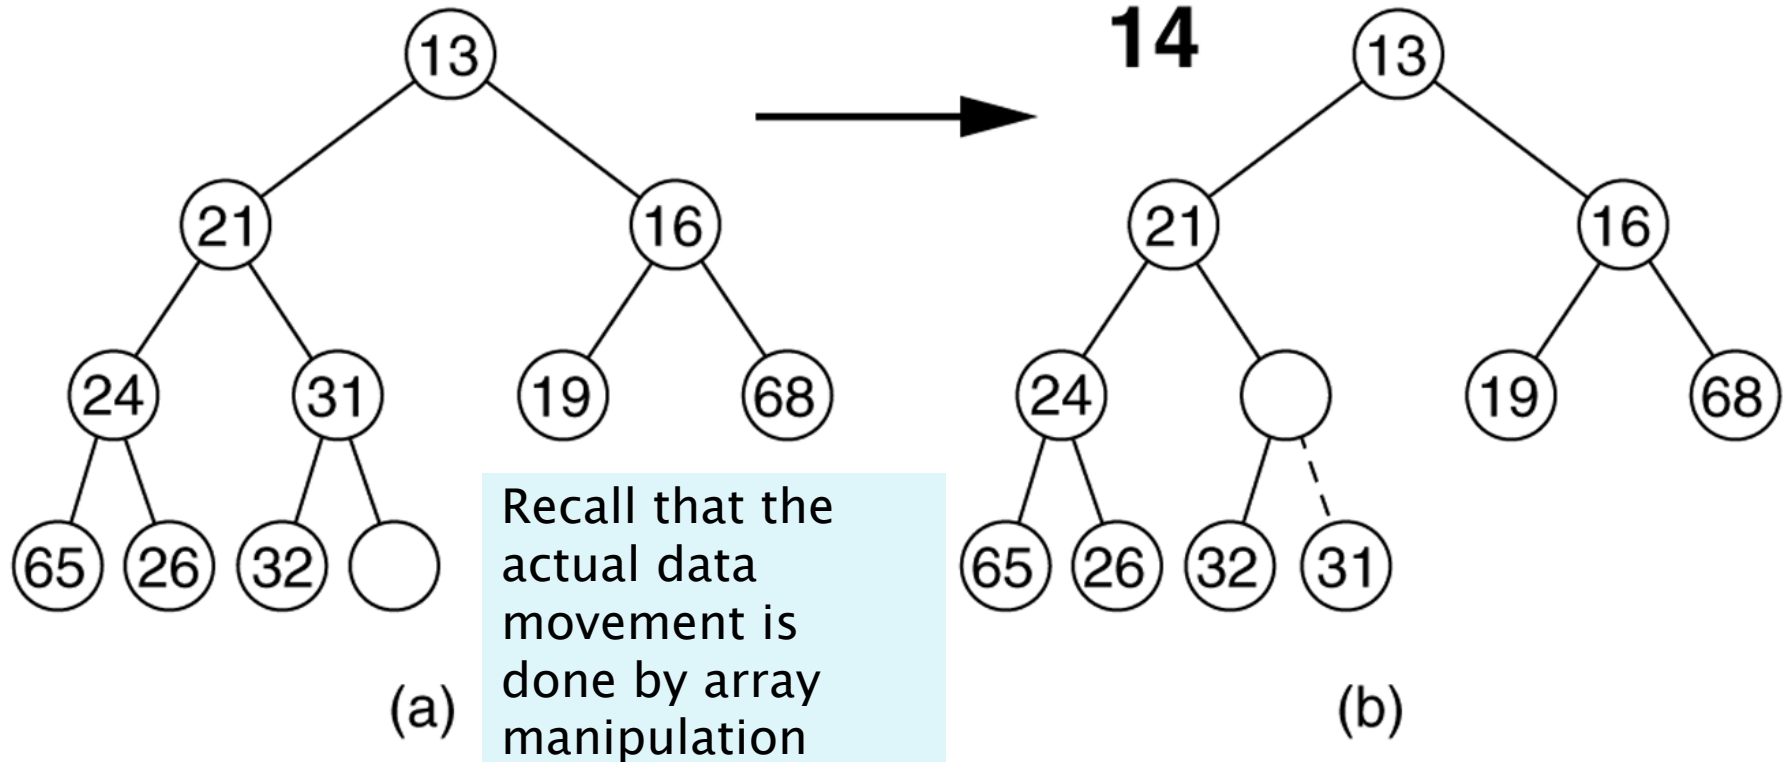 13
21 16
24 31 19 68
65 26 32
(a)
Recall that the
actual data
movement is
done by array
manipulation
14
13
21 16
24 19 68
65 26 32 31
(b)